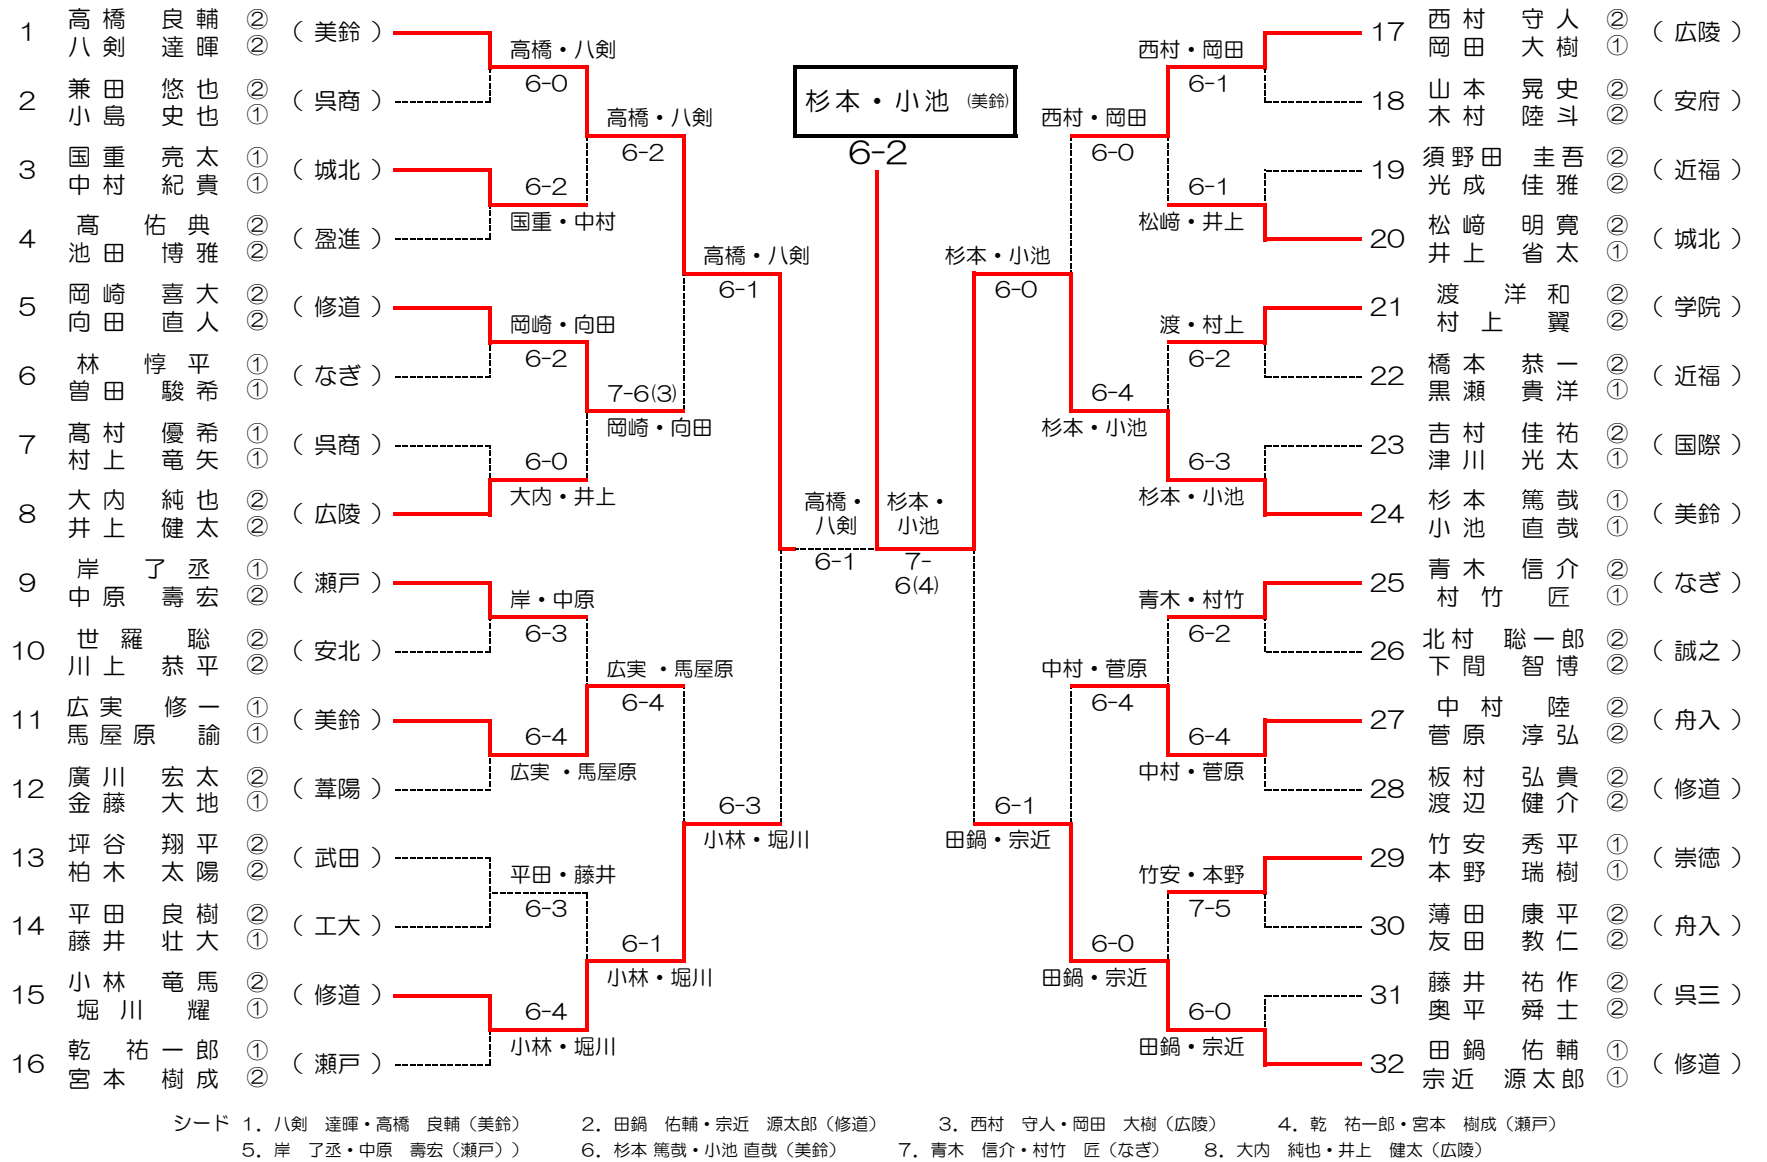 1 高橋 良輔 ② (美鈴)
八剣 達暉 ②
2 兼田 悠也 ② (呉商)
小島 史也 ①
3 国重 亮太 ① (城北)
中村 紀貴 ①
4 髙 佑典 ② (盈進)
池田 博雅 ②
5 岡崎 喜大 ② (修道)
向田 直人 ②
6 林 惇平 ① (なぎ)
曽田 駿希 ①
7 髙村 優希 ① (呉商)
村上 竜矢 ①
8 大内 純也 ② (広陵)
井上 健太 ②
9 岸 了丞 ① (瀬戸)
中原 壽宏 ②
10 世羅 聡 ② (安北)
川上 恭平 ②
11 広実 修一 ① (美鈴)
馬屋原 諭 ①
12 廣川 宏太 ② (葦陽)
金藤 大地 ①
13 坪谷 翔平 ② (武田)
柏木 太陽 ②
14 平田 良樹 ② (工大)
藤井 壮大 ①
15 小林 竜馬 ② (修道)
堀川 耀 ①
16 乾 祐一郎 ① (瀬戸)
宮本 樹成 ②
高橋・八剣
6-0
6-2
国重・中村
岡崎・向田
6-2
6-0
大内・井上
岸・中原
6-3
6-4
広実・馬屋原
平田・藤井
6-3
6-4
小林・堀川
高橋・八剣
6-2
7-6(3)
岡崎・向田
広実・馬屋原
6-4
6-1
小林・堀川
高橋・八剣
6-1
6-3
小林・堀川
杉本・小池 (美鈴)
6-2
高橋・
八剣
6-1
杉本・
小池
7-
6(4)
杉本・小池
6-0
6-1
田鍋・宗近
西村・岡田
6-0
6-4
杉本・小池
中村・菅原
6-4
6-0
田鍋・宗近
西村・岡田
6-1
6-1
松﨑・井上
渡・村上
6-2
6-3
杉本・小池
青木・村竹
6-2
6-4
中村・菅原
竹安・本野
7-5
6-0
田鍋・宗近
17 西村 守人 ② (広陵)
岡田 大樹 ①
18 山本 晃史 ② (安府)
木村 陸斗 ②
19 須野田 圭吾 ② (近福)
光成 佳雅 ②
20 松﨑 明寛 ② (城北)
井上 省太 ①
21 渡 洋和 ② (学院)
村上 翼 ②
22 橋本 恭一 ② (近福)
黒瀬 貴洋 ①
23 吉村 佳祐 ② (国際)
津川 光太 ①
24 杉本 篤哉 ① (美鈴)
小池 直哉 ①
25 青木 信介 ② (なぎ)
村竹 匠 ①
26 北村 聡一郎 ② (誠之)
下間 智博 ②
27 中村 陸 ② (舟入)
菅原 淳弘 ②
28 板村 弘貴 ② (修道)
渡辺 健介 ②
29 竹安 秀平 ① (崇徳)
本野 瑞樹 ①
30 薄田 康平 ② (舟入)
友田 教仁 ②
31 藤井 祐作 ② (呉三)
奥平 舜士 ②
32 田鍋 佑輔 ① (修道)
宗近 源太郎 ①
シード 1. 八剣 達暉・高橋 良輔(美鈴) 2. 田鍋 佑輔・宗近 源太郎(修道) 3. 西村 守人・岡田 大樹(広陵) 4. 乾 祐一郎・宮本 樹成(瀬戸)
5. 岸 了丞・中原 壽宏(瀬戸)) 6. 杉本 篤哉・小池 直哉(美鈴) 7. 青木 信介・村竹 匠(なぎ) 8. 大内 純也・井上 健太(広陵)